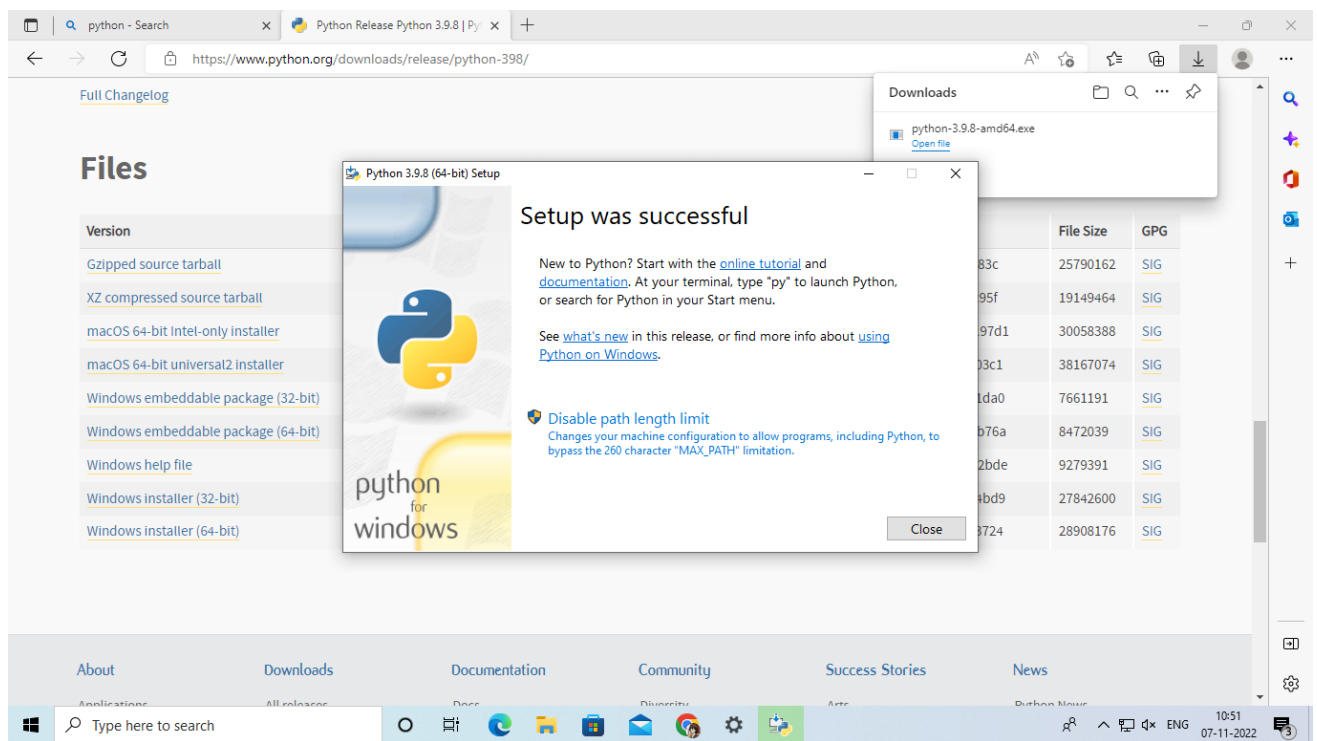 python - Search
Python Release Python 3.9.8 | Py
https://www.python.org/downloads/release/python-398/
Full Changelog
Downloads
python-3.9.8-amd64.exe
Open file
Files
Version File Size GPG
Gzipped source tarball 83c 25790162 SIG
XZ compressed source tarball 95f 19149464 SIG
macOS 64-bit Intel-only installer 97d1 30058388 SIG
macOS 64-bit universal2 installer 03c1 38167074 SIG
Windows embeddable package (32-bit) 1da0 7661191 SIG
Windows embeddable package (64-bit) b76a 8472039 SIG
Windows help file 2bde 9279391 SIG
Windows installer (32-bit) 4bd9 27842600 SIG
Windows installer (64-bit) 3724 28908176 SIG
Python 3.9.8 (64-bit) Setup
Setup was successful
New to Python? Start with the online tutorial and
documentation. At your terminal, type "py" to launch Python,
or search for Python in your Start menu.
See what's new in this release, or find more info about using
Python on Windows.
Disable path length limit
Changes your machine configuration to allow programs, including Python, to
bypass the 260 character "MAX_PATH" limitation.
python
for
windows
Close
About Downloads Documentation Community Success Stories News
Applications All releases Docs Diversity Arts Python News
Type here to search
ENG
10:51
07-11-2022
3